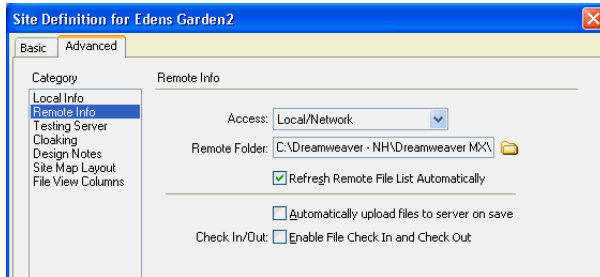 Site Definition for Edens Garden2
Basic Advanced
Category Remote Info
Local Info
Remote Info
Testing Server
Cloaking
Design Notes
Site Map Layout
File View Columns
Access: Local/Network
Remote Folder: C:\Dreamweaver - NH\Dreamweaver MX\
Refresh Remote File List Automatically
Automatically upload files to server on save
Check In/Out: Enable File Check In and Check Out